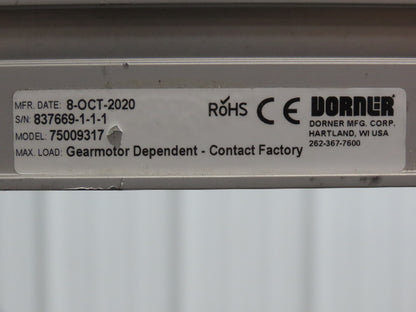 MFR. DATE: 8-OCT-2020
S/N: 837669-1-1-1
MODEL: 75009317
MAX. LOAD: Gearmotor Dependent - Contact Factory
RoHS CE DORNER
DORNER MFG. CORP.
HARTLAND, WI USA
262-367-7600